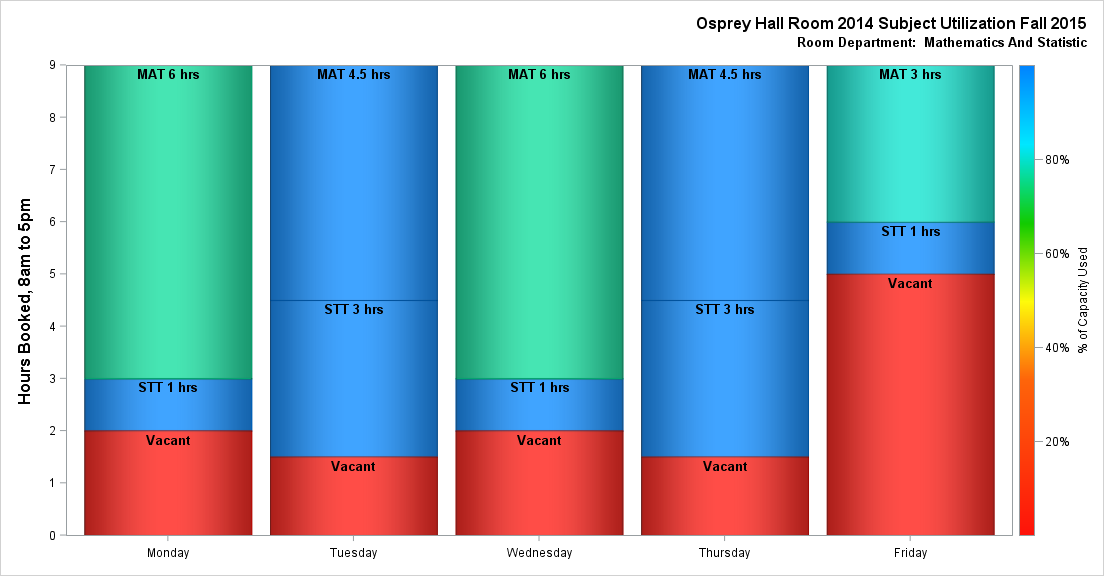 Osprey Hall Room 2014 Subject Utilization Fall 2015
Room Department:  Mathematics And Statistic
Hours Booked, 8am to 5pm
9
8
7
6
5
4
3
2
1
0
MAT 6 hrs
STT 1 hrs
Vacant
MAT 4.5 hrs
STT 3 hrs
Vacant
MAT 6 hrs
STT 1 hrs
Vacant
MAT 4.5 hrs
STT 3 hrs
Vacant
MAT 3 hrs
STT 1 hrs
Vacant
Monday
Tuesday
Wednesday
Thursday
Friday
80%
60%
40%
20%
% of Capacity Used